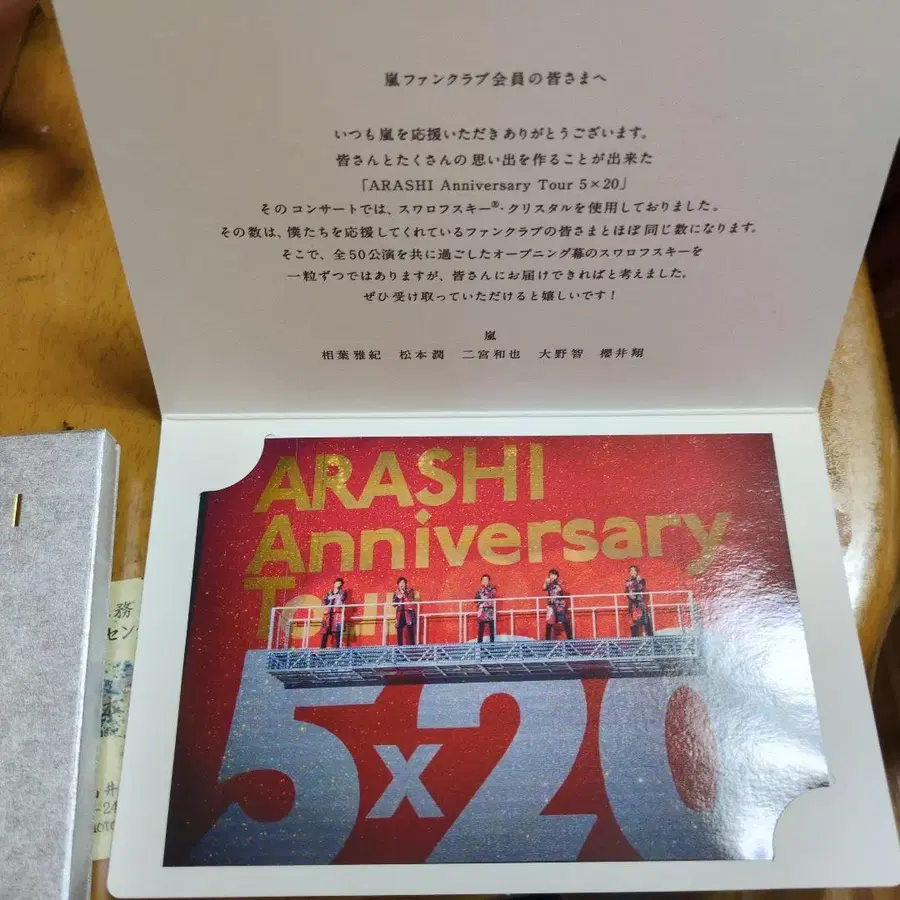 嵐ファンクラブ会員の皆さまへ
いつも嵐を応援いただきありがとうございます。
皆さんとたくさんの思い出を作ることが出来た
「ARASHI Anniversary Tour 5×20」
そのコンサートでは、スワロフスキー®・クリスタルを使用しておりました。
その数は、僕たちを応援してくれているファンクラブの皆さまとほぼ同じ数になります。
そこで、全50公演を共に過ごしたオープニング幕のスワロフスキーを
一粒ずつではありますが、皆さんにお届けできればと考えました。
ぜひ受け取っていただけると嬉しいです！
嵐
相葉雅紀 松本潤 二宮和也 大野智 櫻井翔
ARASHI
Anniversary
Tour
5x20
務
セン
井
-24